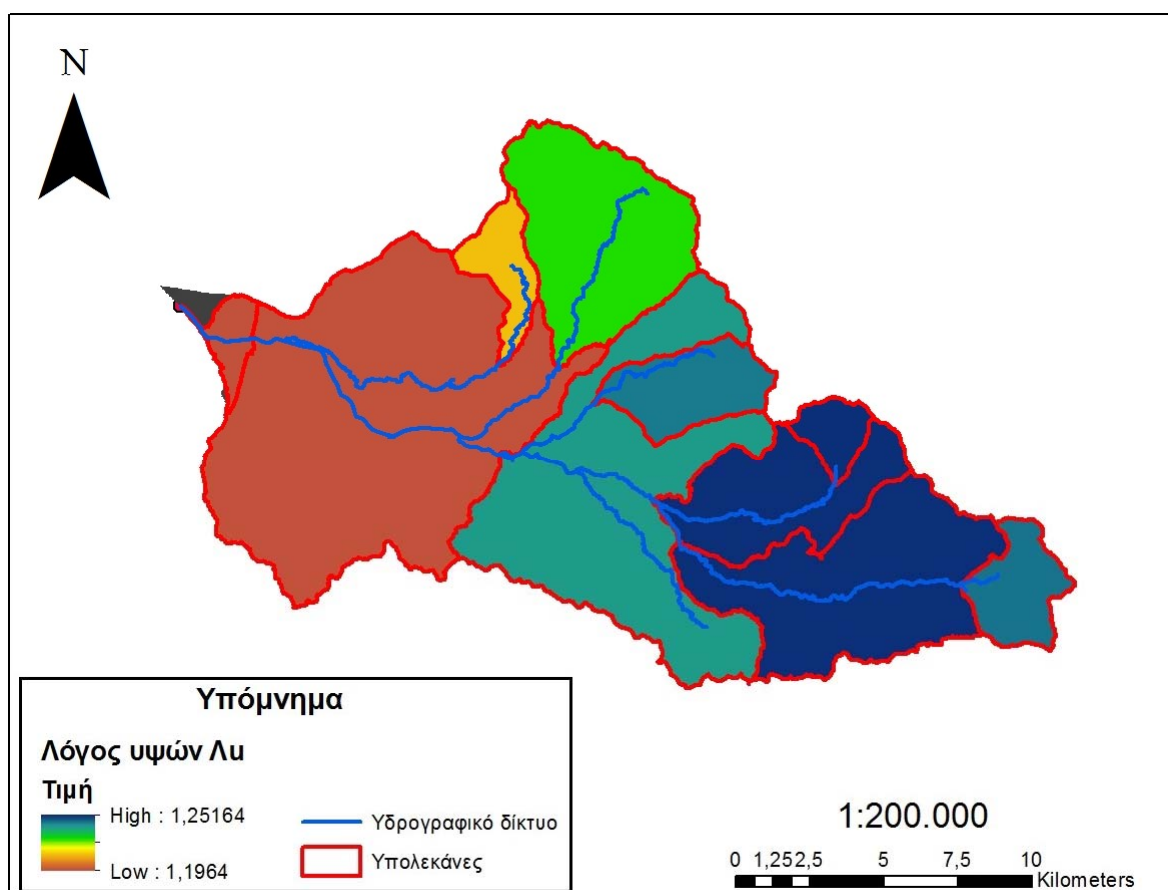 N
Υπόμνημα
Λόγος υψών Λu
Τιμή
High : 1,25164
Low : 1,1964
Υδρογραφικό δίκτυο
Υπολεκάνες
1:200.000
0 1,252,5 5 7,5 10
Kilometers